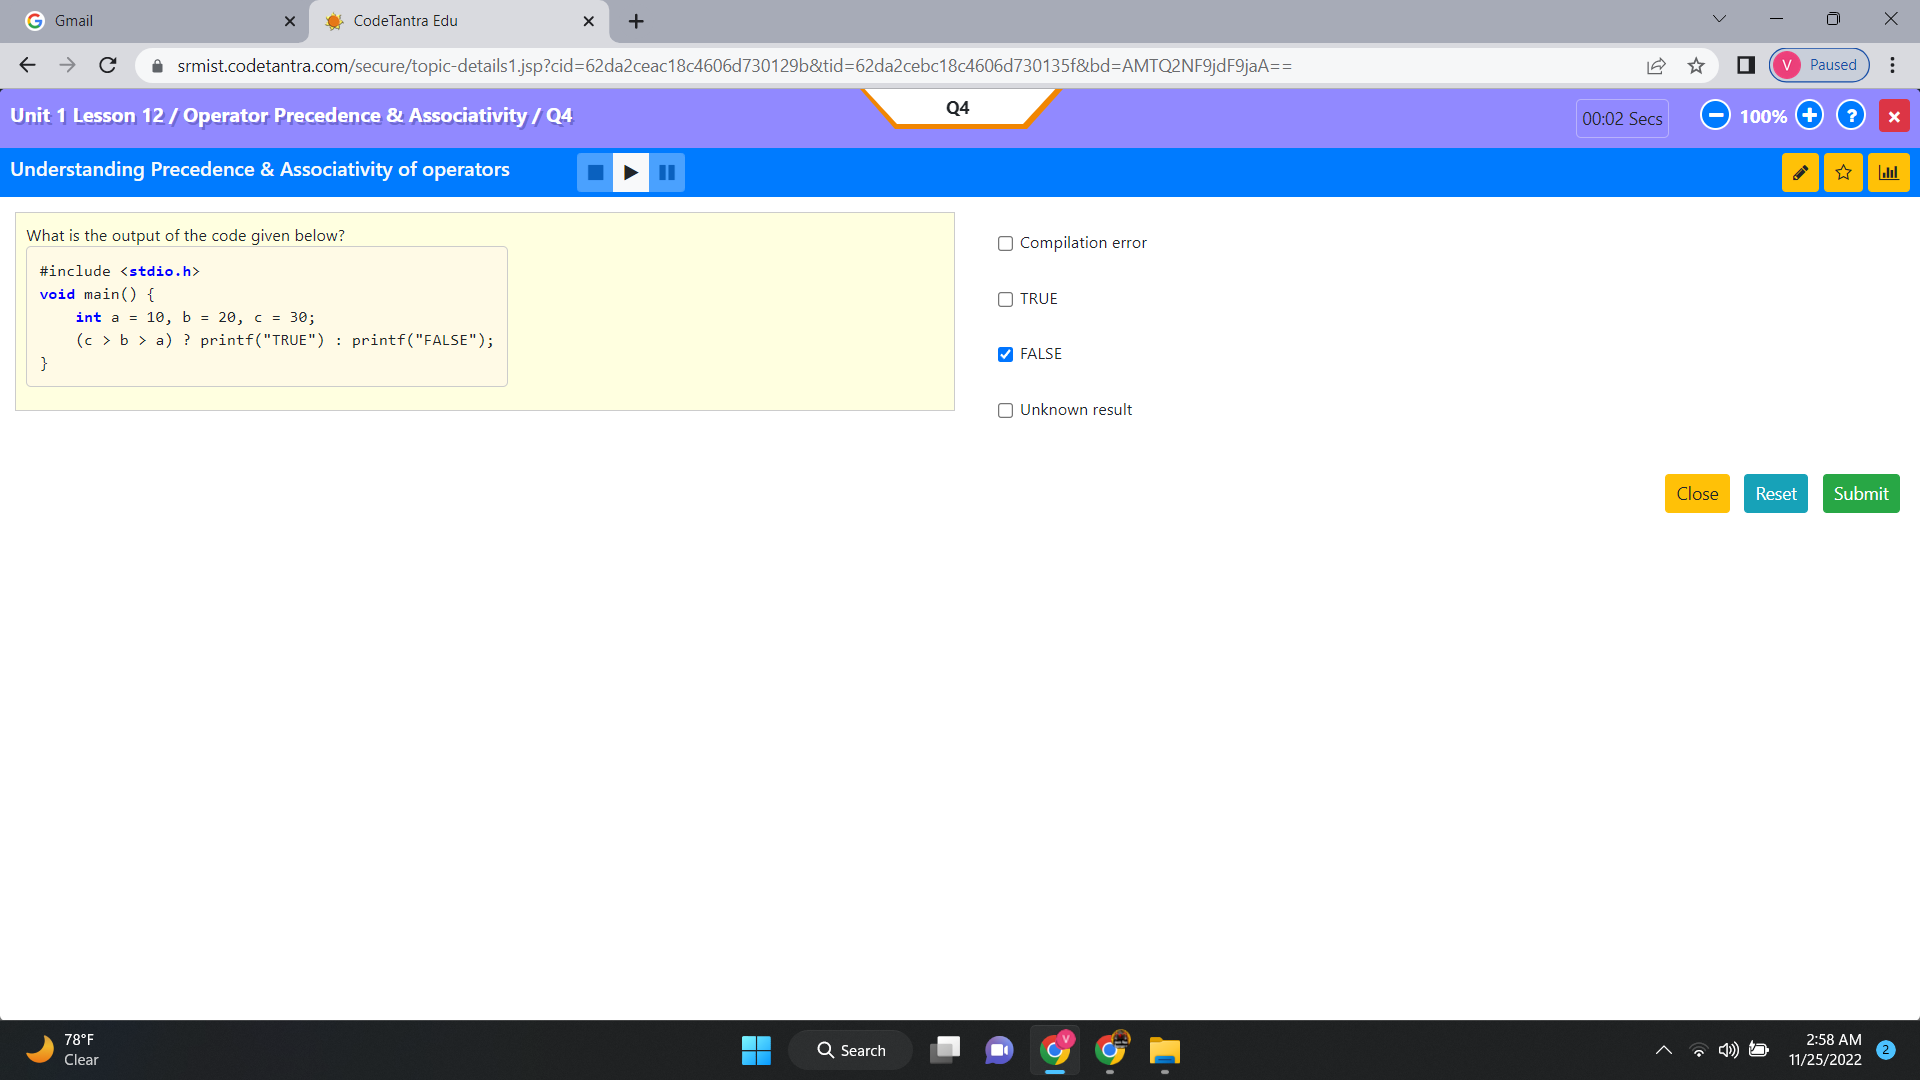 Gmail
CodeTantra Edu
srmist.codetantra.com/secure/topic-details1.jsp?cid=62da2ceac18c4606d730129b&tid=62da2cebc18c4606d730135f&bd=AMTQ2NF9jdF9jaA==
V Paused
Unit 1 Lesson 12 / Operator Precedence & Associativity / Q4
Q4
00:02 Secs
100%
?
Understanding Precedence & Associativity of operators
What is the output of the code given below?
#include <stdio.h>
void main() {
int a = 10, b = 20, c = 30;
(c > b > a) ? printf("TRUE") : printf("FALSE");
}
Compilation error
TRUE
FALSE
Unknown result
Close
Reset
Submit
78°F
Clear
Search
V
2:58 AM
11/25/2022
2